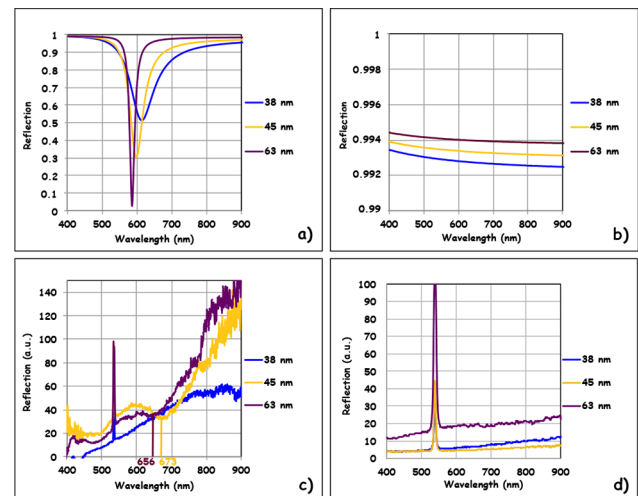 1
0.9
0.8
0.7
0.6
0.5
0.4
0.3
0.2
0.1
0
Reflection
400 500 600 700 800 900
Wavelength (nm)
38 nm
45 nm
63 nm
a)
1
0.998
0.996
0.994
0.992
0.99
Reflection
400 500 600 700 800 900
Wavelength (nm)
38 nm
45 nm
63 nm
b)
140
120
100
80
60
40
20
0
Reflection (a.u.)
400 500 600 700 800 900
656 673
Wavelength (nm)
38 nm
45 nm
63 nm
c)
100
90
80
70
60
50
40
30
20
10
0
Reflection (a.u.)
400 500 600 700 800 900
Wavelength (nm)
38 nm
45 nm
63 nm
d)